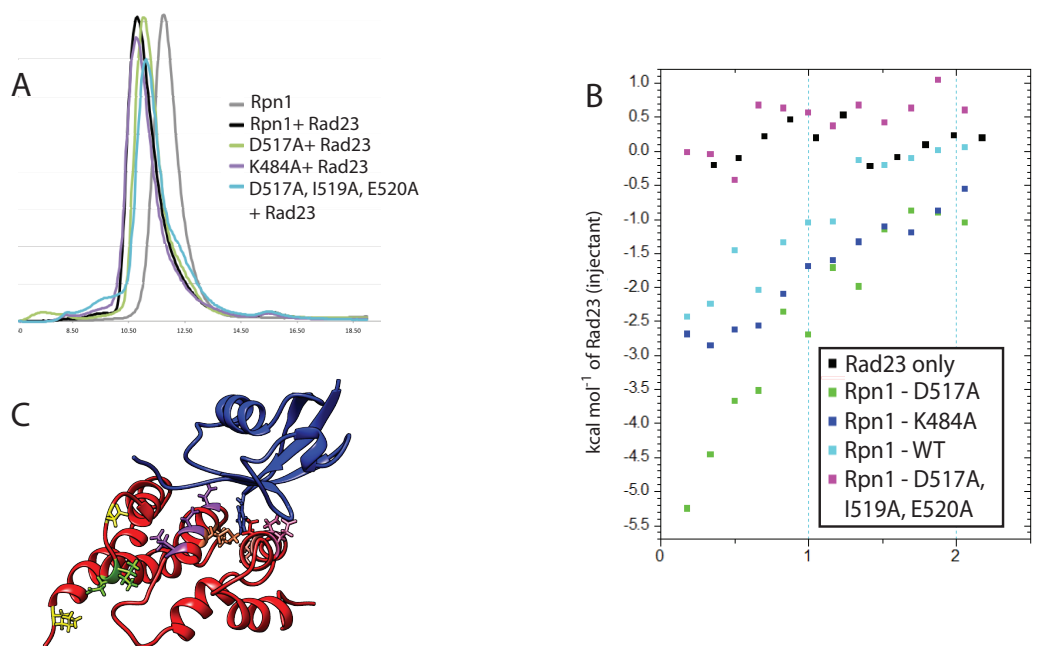 A
Rpn1
Rpn1+ Rad23
D517A+ Rad23
K484A+ Rad23
D517A, I519A, E520A
+ Rad23
0 8.50 10.50 12.50 14.50 16.50 18.50
B
kcal mol⁻¹ of Rad23 (injectant)
1.0
0.5
0.0
-0.5
-1.0
-1.5
-2.0
-2.5
-3.0
-3.5
-4.0
-4.5
-5.0
-5.5
0 1 2
Rad23 only
Rpn1 - D517A
Rpn1 - K484A
Rpn1 - WT
Rpn1 - D517A,
I519A, E520A
C